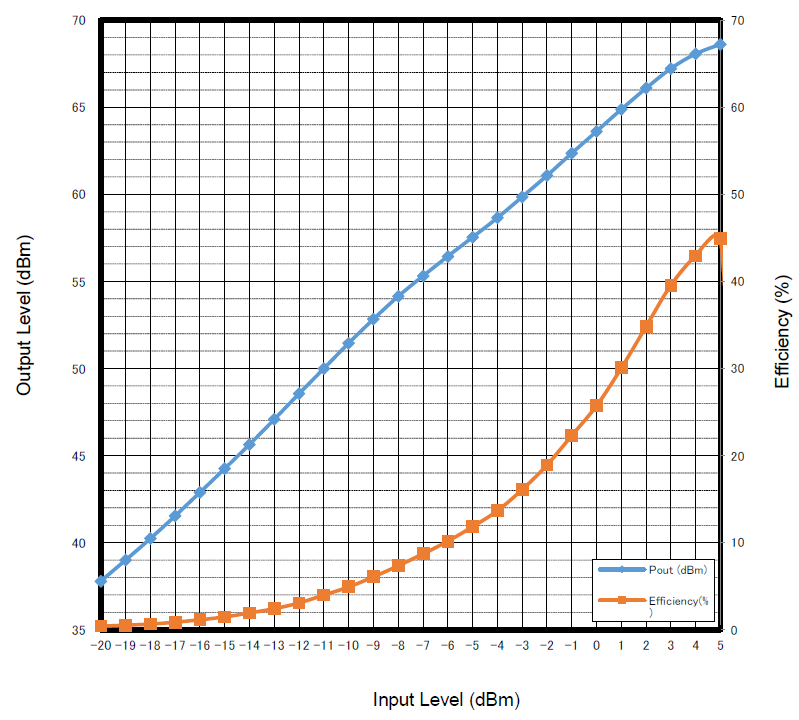 70
65
60
55
50
45
40
35
Output Level (dBm)
70
60
50
40
30
20
10
0
Efficiency (%)
Pout (dBm)
Efficiency(%
)
-20 -19 -18 -17 -16 -15 -14 -13 -12 -11 -10 -9 -8 -7 -6 -5 -4 -3 -2 -1 0 1 2 3 4 5
Input Level (dBm)